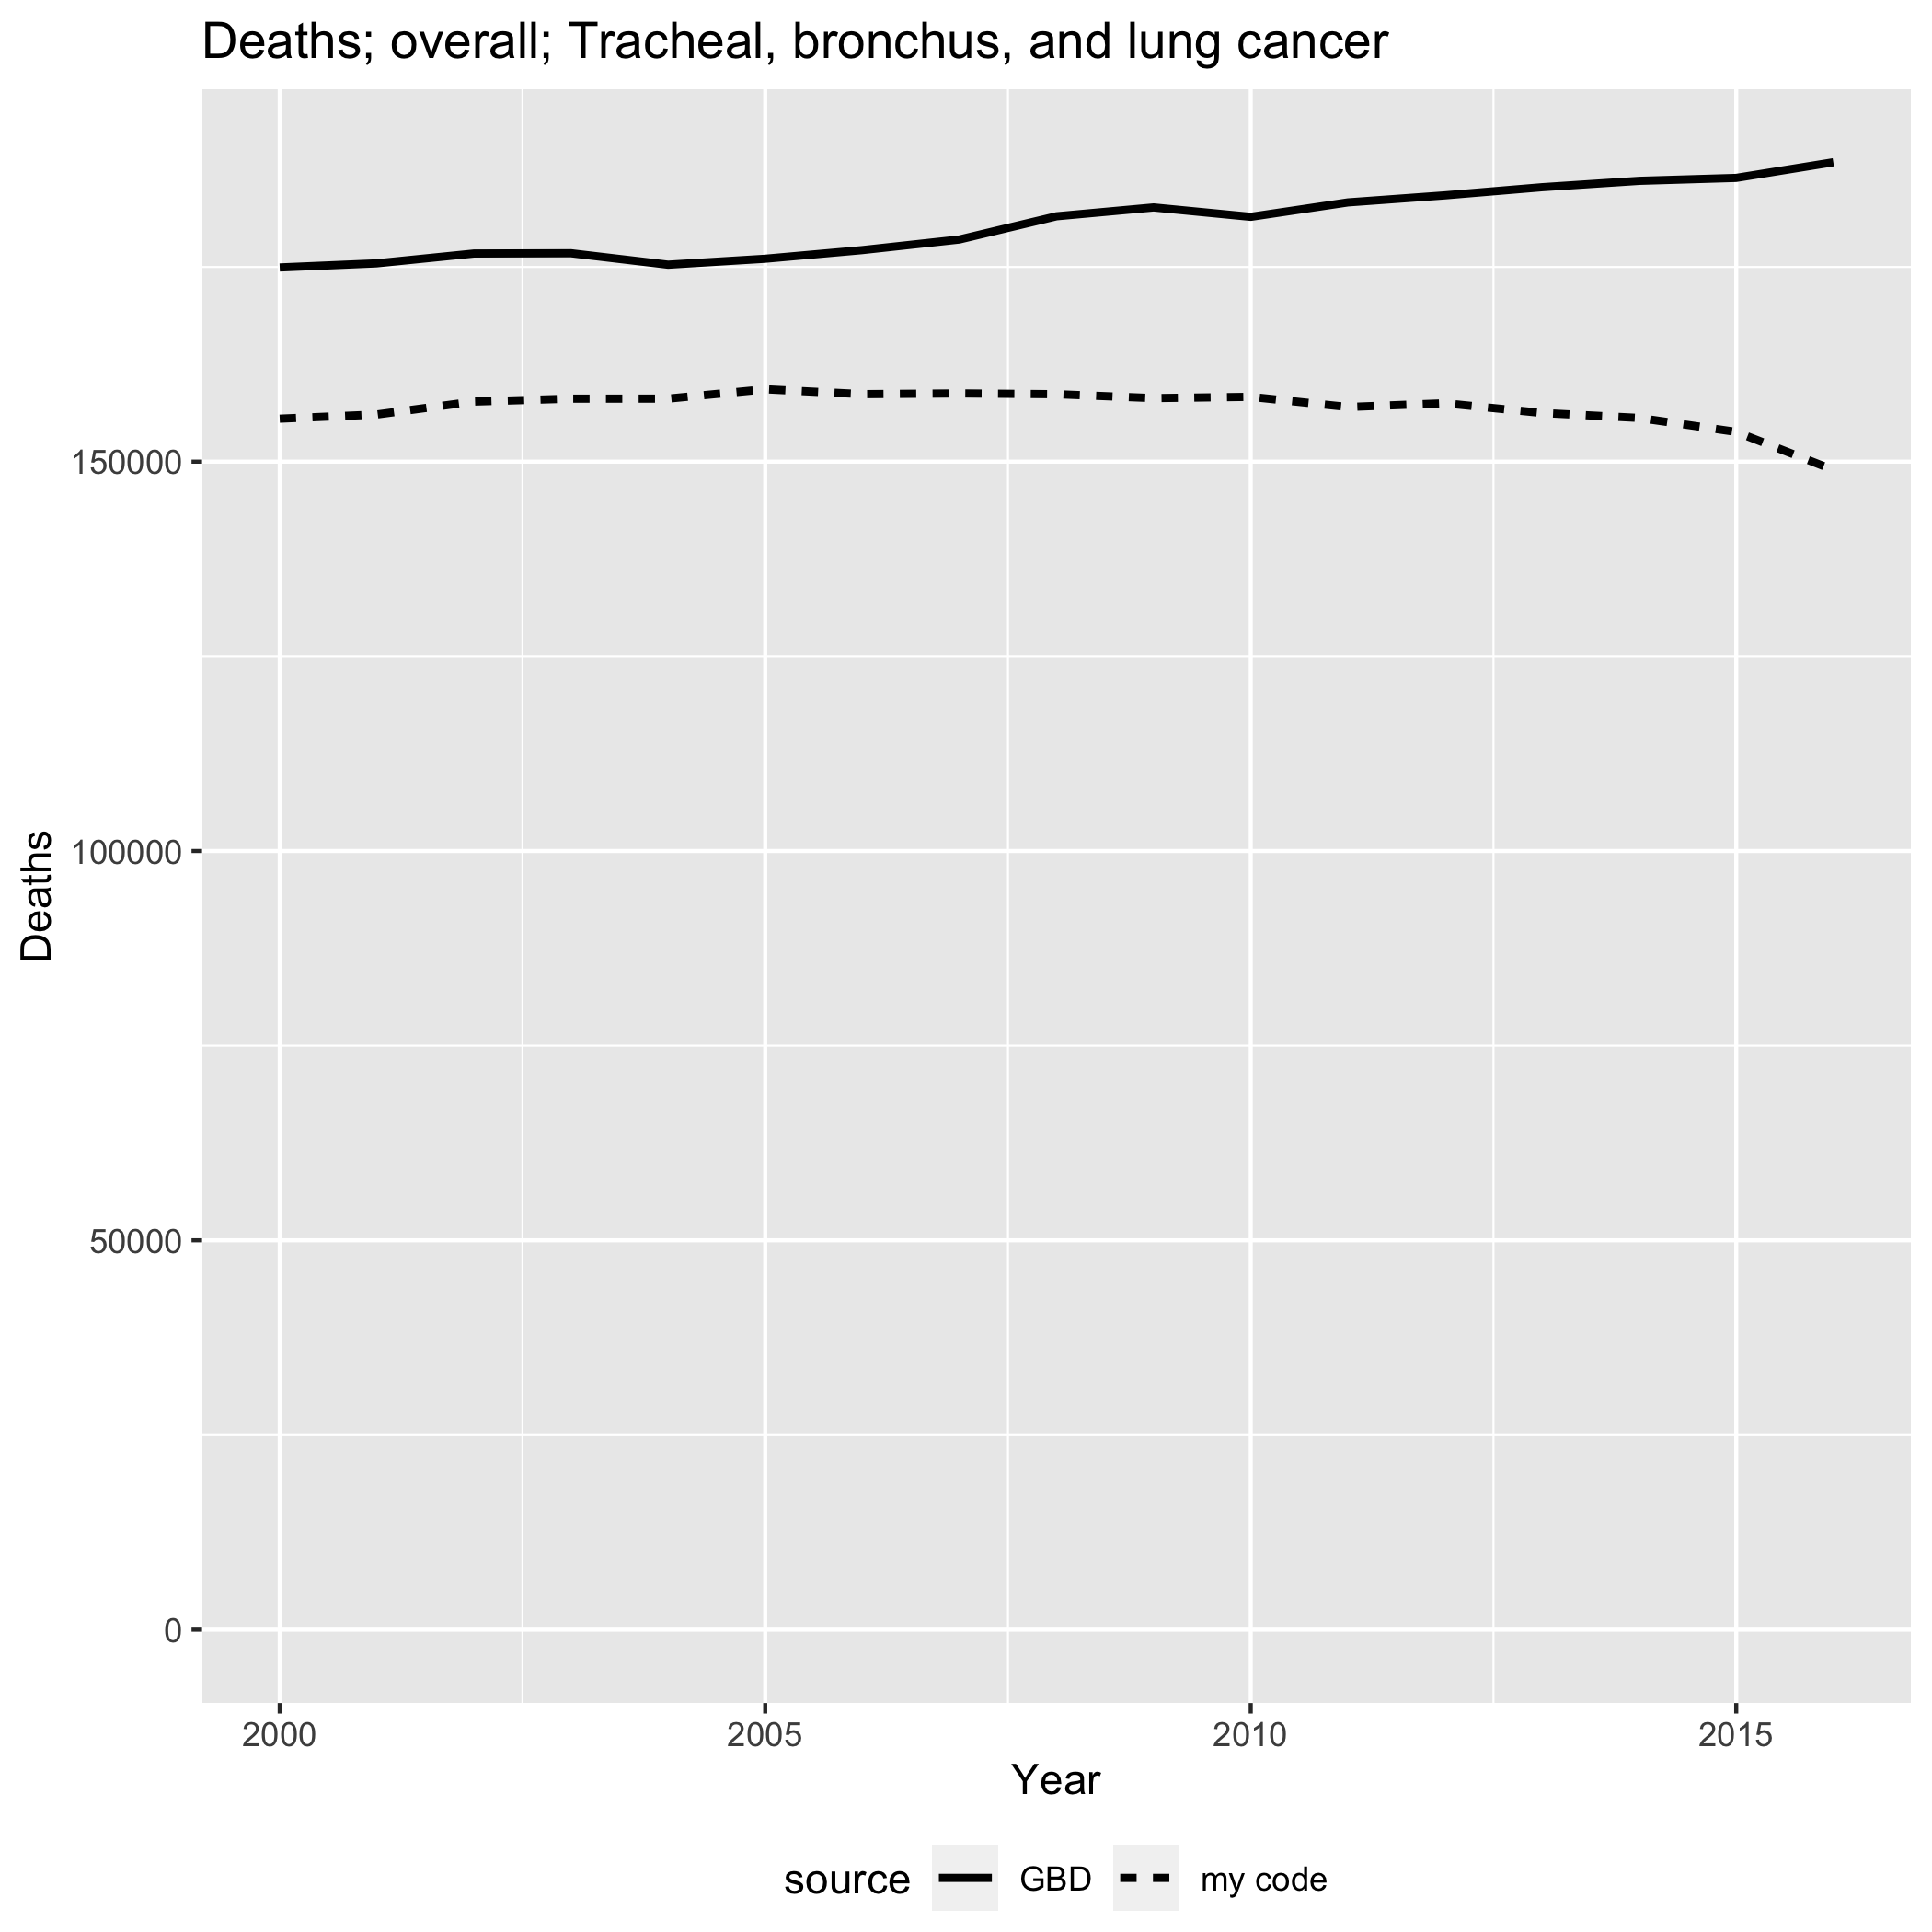 Deaths; overall; Tracheal, bronchus, and lung cancer
Deaths
150000
100000
50000
0
2000 2005 2010 2015
Year
source GBD my code